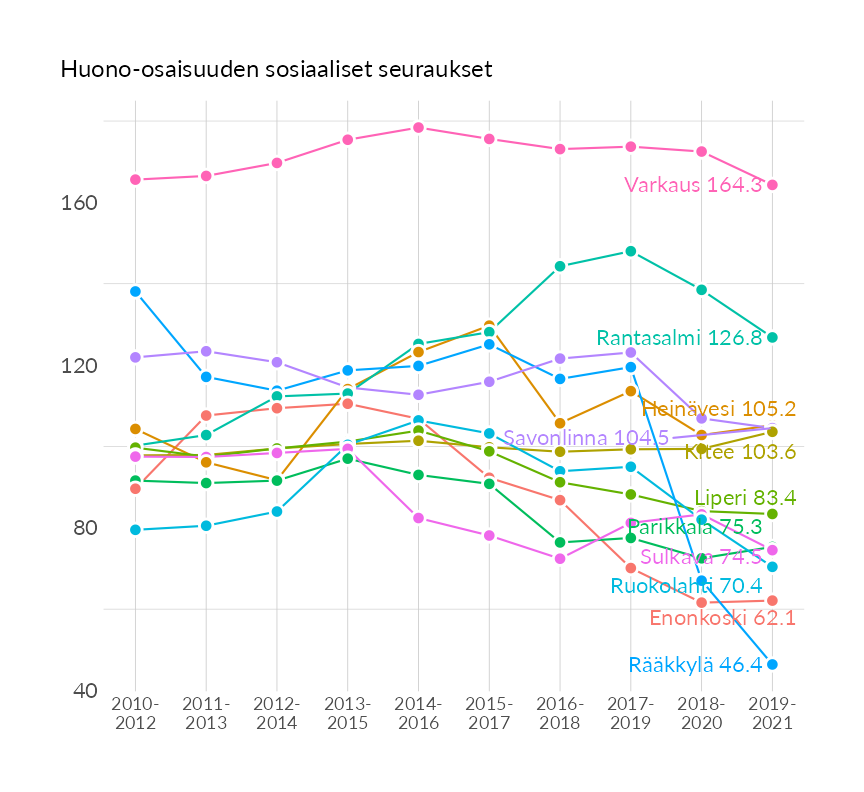 Huono-osaisuuden sosiaaliset seuraukset
160
120
80
40
Varkaus 164.3
Rantasalmi 126.8
Heinävesi 105.2
Savonlinna 104.5
Kitee 103.6
Liperi 83.4
Parikkala 75.3
Sulkava 74.5
Ruokolahti 70.4
Enonkoski 62.1
Rääkkylä 46.4
2010-
2012
2011-
2013
2012-
2014
2013-
2015
2014-
2016
2015-
2017
2016-
2018
2017-
2019
2018-
2020
2019-
2021